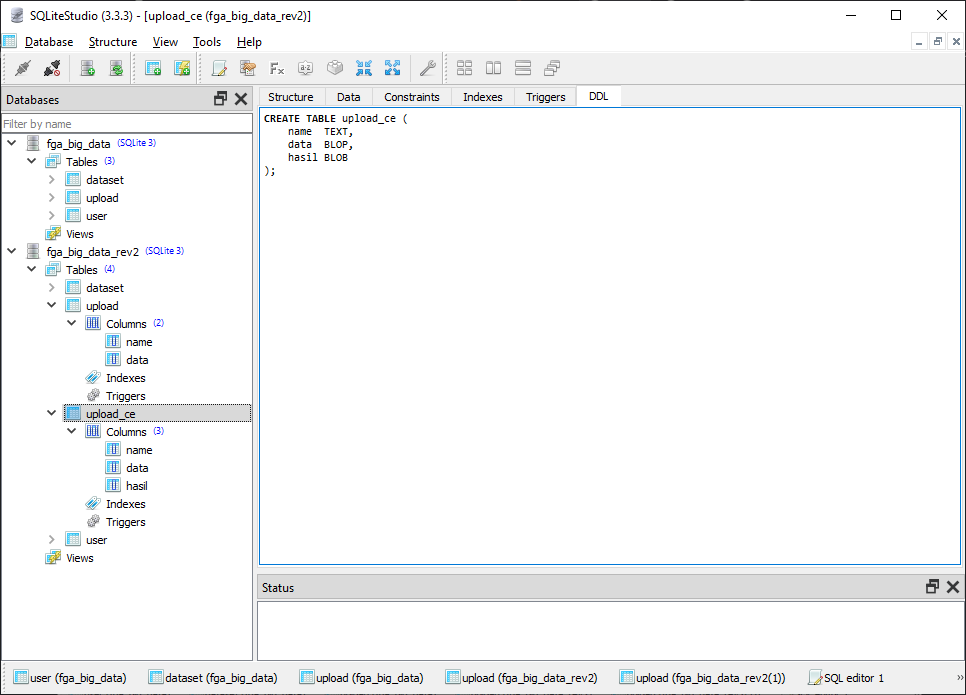 SQLiteStudio (3.3.3) - [upload_ce (fga_big_data_rev2)]
Database Structure View Tools Help
Databases
Filter by name
fga_big_data (SQLite 3)
Tables (3)
dataset
upload
user
Views
fga_big_data_rev2 (SQLite 3)
Tables (4)
dataset
upload
Columns (2)
name
data
Indexes
Triggers
upload_ce
Columns (3)
name
data
hasil
Indexes
Triggers
user
Views
Structure Data Constraints Indexes Triggers DDL
CREATE TABLE upload_ce (
name TEXT,
data BLOP,
hasil BLOB
);
Status
user (fga_big_data) dataset (fga_big_data) upload (fga_big_data) upload (fga_big_data_rev2) upload (fga_big_data_rev2(1)) SQL editor 1 »